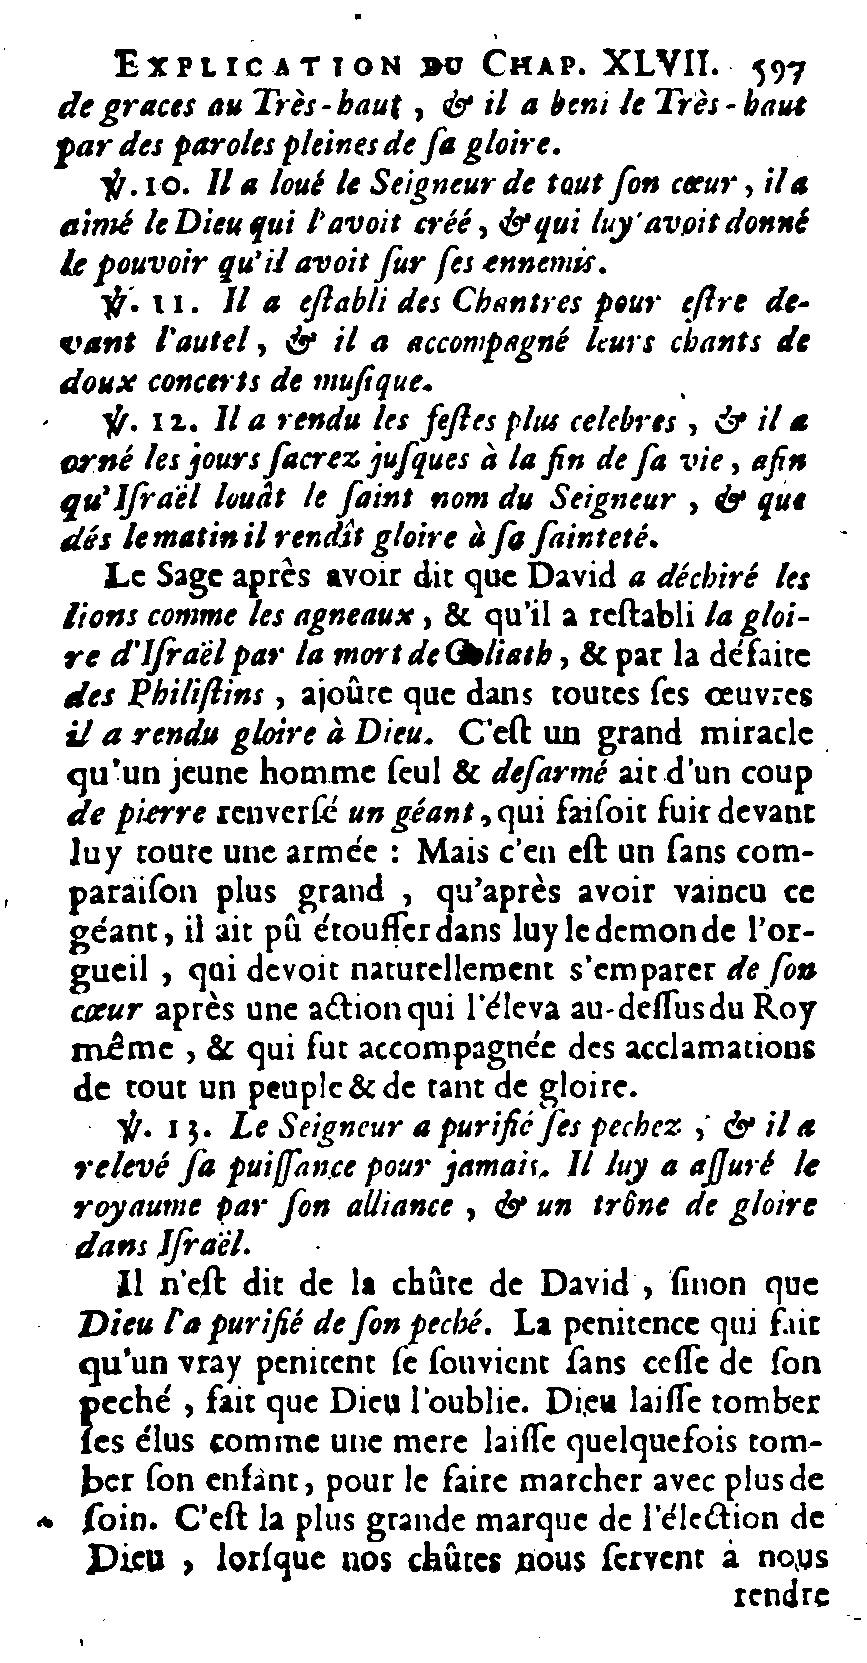 EXPLICATION DU CHAP. XLVII. 597
de graces au Très-haut, & il a beni le Très-haut
par des paroles pleines de ſa gloire.
℣. 10. Il a loué le Seigneur de tout ſon cœur, il a
aimé le Dieu qui l'avoit créé, & qui luy avoit donné
le pouvoir qu'il avoit ſur ſes ennemis.
℣. 11. Il a eſtabli des Chantres pour eſtre de-
vant l'autel, & il a accompagné leurs chants de
doux concerts de muſique.
℣. 12. Il a rendu les feſtes plus celebres, & il a
orné les jours ſacrez juſques à la fin de ſa vie, afin
qu'Iſraël louât le ſaint nom du Seigneur, & que
dés le matin il rendît gloire à ſa ſainteté.
Le Sage après avoir dit que David a déchiré les
lions comme les agneaux, & qu'il a reſtabli la gloi-
re d'Iſraël par la mort de Goliath, & par la défaite
des Philiſtins, ajoûte que dans toutes ſes œuvres
il a rendu gloire à Dieu. C'eſt un grand miracle
qu'un jeune homme ſeul & deſarmé ait d'un coup
de pierre renverſé un géant, qui faiſoit fuir devant
luy toute une armée : Mais c'en eſt un ſans com-
paraiſon plus grand, qu'après avoir vaincu ce
géant, il ait pû étouffer dans luy le demon de l'or-
gueil, qui devoit naturellement s'emparer de ſon
cœur après une action qui l'éleva au-deſſus du Roy
même, & qui fut accompagnée des acclamations
de tout un peuple & de tant de gloire.
℣. 13. Le Seigneur a purifié ſes pechez, & il a
relevé ſa puiſſance pour jamais. Il luy a aſſuré le
royaume par ſon alliance, & un trône de gloire
dans Iſraël.
Il n'eſt dit de la chûte de David, ſinon que
Dieu l'a purifié de ſon peché. La penitence qui fait
qu'un vray penitent ſe ſouvient ſans ceſſe de ſon
peché, fait que Dieu l'oublie. Dieu laiſſe tomber
ſes élus comme une mere laiſſe quelquefois tom-
ber ſon enfant, pour le faire marcher avec plus de
ſoin. C'eſt la plus grande marque de l'élection de
Dieu, lorſque nos chûtes nous ſervent à nous
rendre